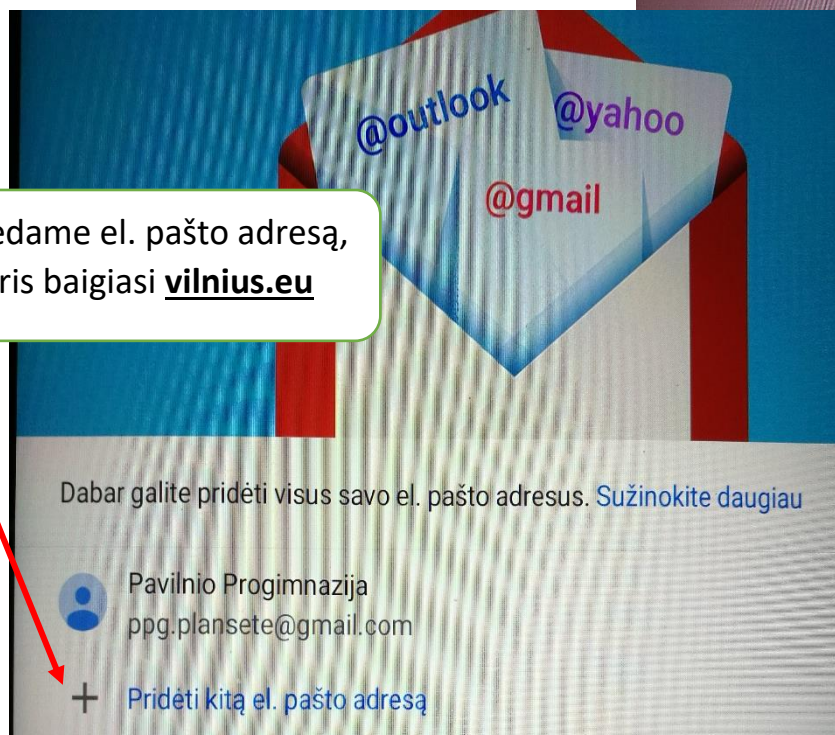 @outlook
@yahoo
@gmail
edame el. pašto adresą,
ris baigiasi vilnius.eu
Dabar galite pridėti visus savo el. pašto adresus. Sužinokite daugiau
Pavilnio Progimnazija
ppg.plansete@gmail.com
+ Pridėti kitą el. pašto adresą